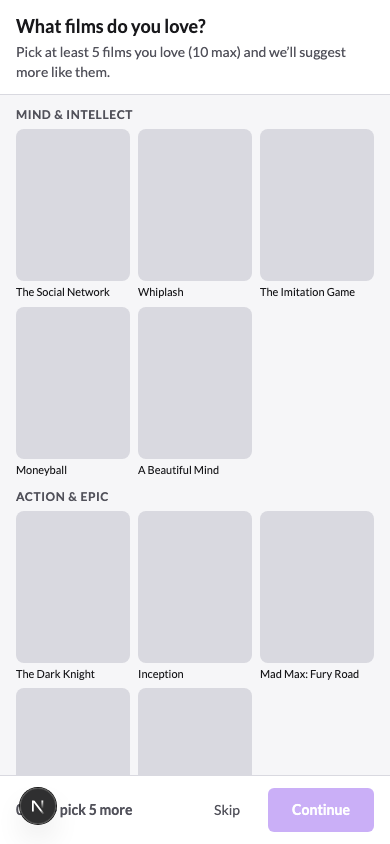 What films do you love?
Pick at least 5 films you love (10 max) and we’ll suggest
more like them.
MIND & INTELLECT
The Social Network
Whiplash
The Imitation Game
Moneyball
A Beautiful Mind
ACTION & EPIC
The Dark Knight
Inception
Mad Max: Fury Road
N
pick 5 more
Skip
Continue